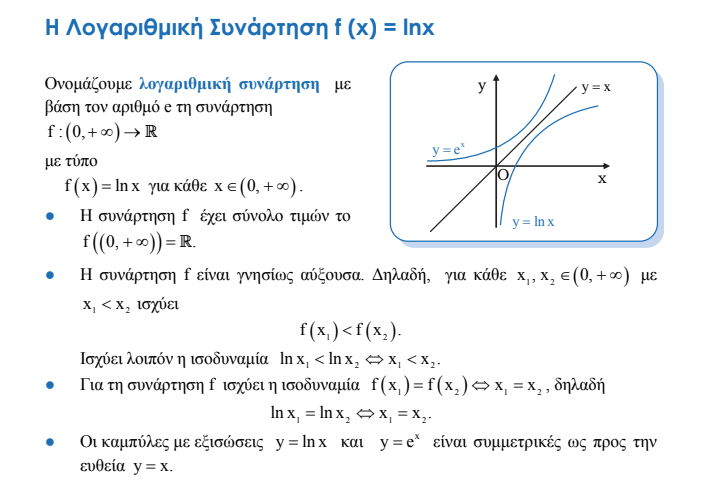 Η Λογαριθμική Συνάρτηση f (x) = lnx
Ονομάζουμε λογαριθμική συνάρτηση με
βάση τον αριθμό e τη συνάρτηση
f : (0, + ∞) → ℝ
με τύπο
f (x) = ln x για κάθε x ∈ (0, + ∞).
• Η συνάρτηση f έχει σύνολο τιμών το
f ((0, + ∞)) = ℝ.
y
y = x
y = eˣ
O
x
y = ln x
• Η συνάρτηση f είναι γνησίως αύξουσα. Δηλαδή, για κάθε x₁, x₂ ∈ (0, + ∞) με
x₁ < x₂ ισχύει
f (x₁) < f (x₂).
Ισχύει λοιπόν η ισοδυναμία ln x₁ < ln x₂ ⇔ x₁ < x₂.
• Για τη συνάρτηση f ισχύει η ισοδυναμία f (x₁) = f (x₂) ⇔ x₁ = x₂, δηλαδή
ln x₁ = ln x₂ ⇔ x₁ = x₂.
• Οι καμπύλες με εξισώσεις y = ln x και y = eˣ είναι συμμετρικές ως προς την
ευθεία y = x.